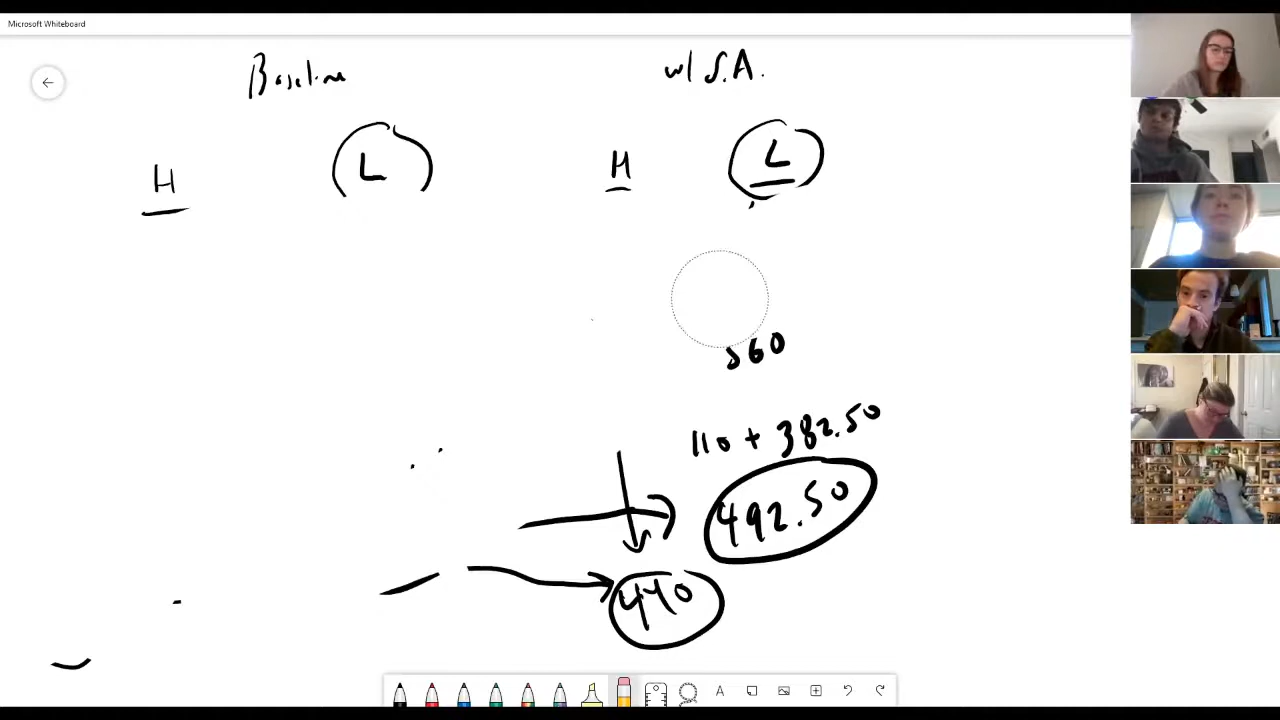 Microsoft Whiteboard
Baseline
w/ S.A.
H
L
H
L
560
110 + 382.50
492.50
440
A